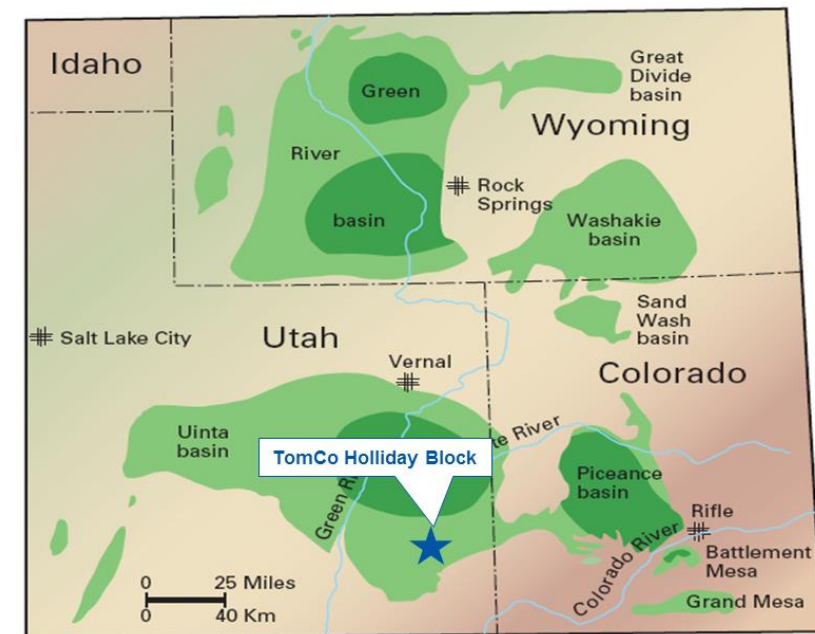 Idaho
Green
River
basin
Great
Divide
basin
Wyoming
Rock
Springs
Washakie
basin
Salt Lake City
Utah
Vernal
Sand
Wash
basin
Colorado
Uinta
basin
TomCo Holliday Block
te River
Green Ri
Piceance
basin
Rifle
Colorado River
Battlement
Mesa
Grand Mesa
0 25 Miles
0 40 Km